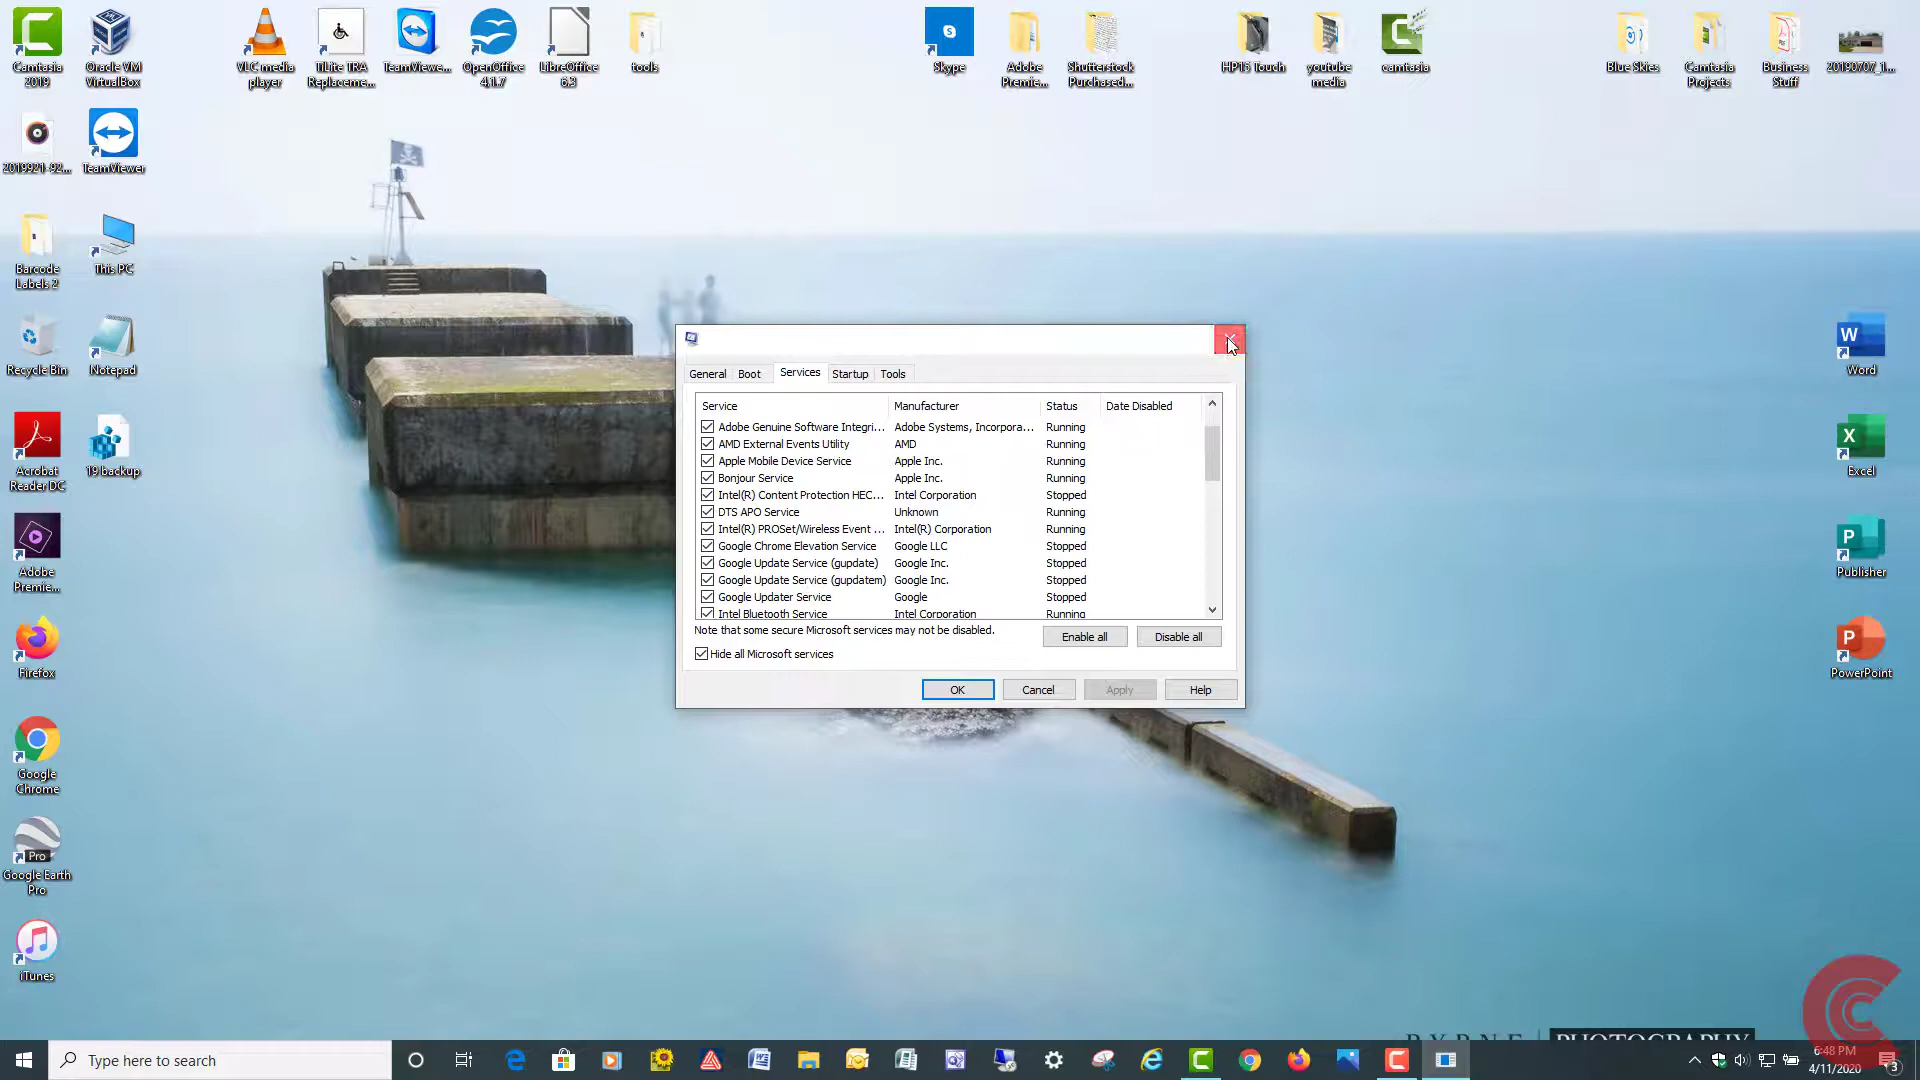 Camtasia
2019
Oracle VM
VirtualBox
VLC media
player
TiLite TRA
Replaceme...
TeamViewe...
OpenOffice
4.1.7
LibreOffice
6.3
tools
Skype
Adobe
Premie...
Shutterstock
Purchased...
HP15 Touch
youtube
media
camtasia
Blue Skies
Camtasia
Projects
Business
Stuff
20190707_1...
2019921-92...
TeamViewer
Barcode
Labels 2
This PC
Recycle Bin
Notepad
Acrobat
Reader DC
19 backup
Adobe
Premie...
Firefox
Google
Chrome
Pro
Google Earth
Pro
iTunes
General
Boot
Services
Startup
Tools
Service Manufacturer Status Date Disabled
Adobe Genuine Software Integri... Adobe Systems, Incorpora... Running
AMD External Events Utility AMD Running
Apple Mobile Device Service Apple Inc. Running
Bonjour Service Apple Inc. Running
Intel(R) Content Protection HEC... Intel Corporation Stopped
DTS APO Service Unknown Running
Intel(R) PROSet/Wireless Event ... Intel(R) Corporation Running
Google Chrome Elevation Service Google LLC Stopped
Google Update Service (gupdate) Google Inc. Stopped
Google Update Service (gupdatem) Google Inc. Stopped
Google Updater Service Google Stopped
Intel Bluetooth Service Intel Corporation Running
Note that some secure Microsoft services may not be disabled.
Enable all
Disable all
Hide all Microsoft services
OK
Cancel
Apply
Help
Word
Excel
Publisher
PowerPoint
Type here to search
6:48 PM
4/11/2020
3